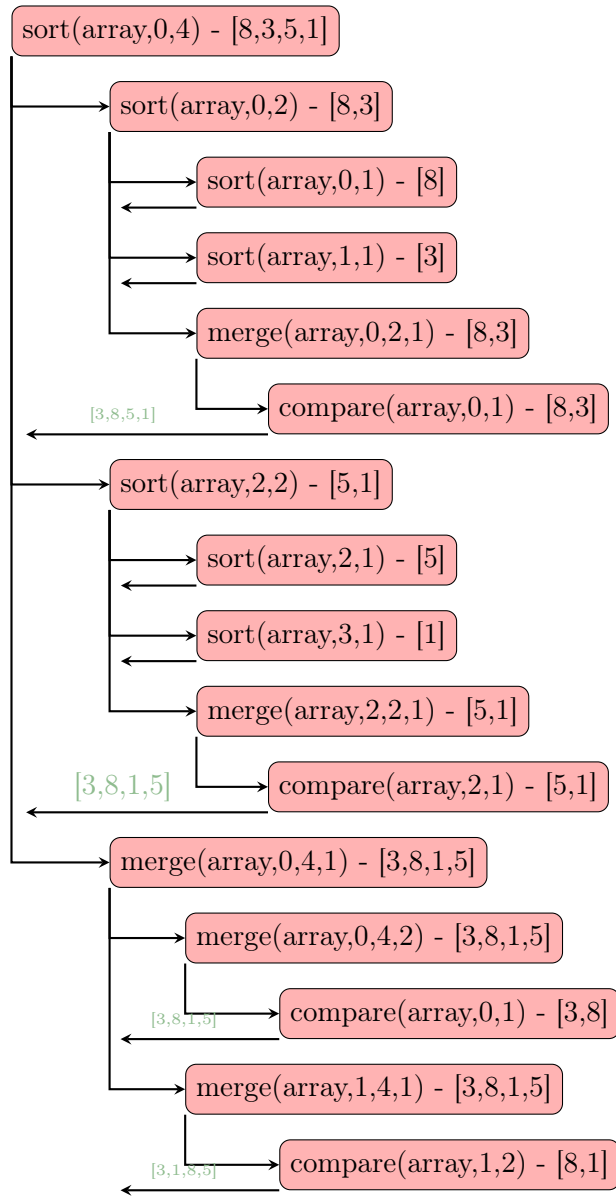 sort(array,0,4) - [8,3,5,1]
sort(array,0,2) - [8,3]
sort(array,0,1) - [8]
sort(array,1,1) - [3]
merge(array,0,2,1) - [8,3]
compare(array,0,1) - [8,3]
[3,8,5,1]
sort(array,2,2) - [5,1]
sort(array,2,1) - [5]
sort(array,3,1) - [1]
merge(array,2,2,1) - [5,1]
compare(array,2,1) - [5,1]
[3,8,1,5]
merge(array,0,4,1) - [3,8,1,5]
merge(array,0,4,2) - [3,8,1,5]
compare(array,0,1) - [3,8]
[3,8,1,5]
merge(array,1,4,1) - [3,8,1,5]
compare(array,1,2) - [8,1]
[3,1,8,5]